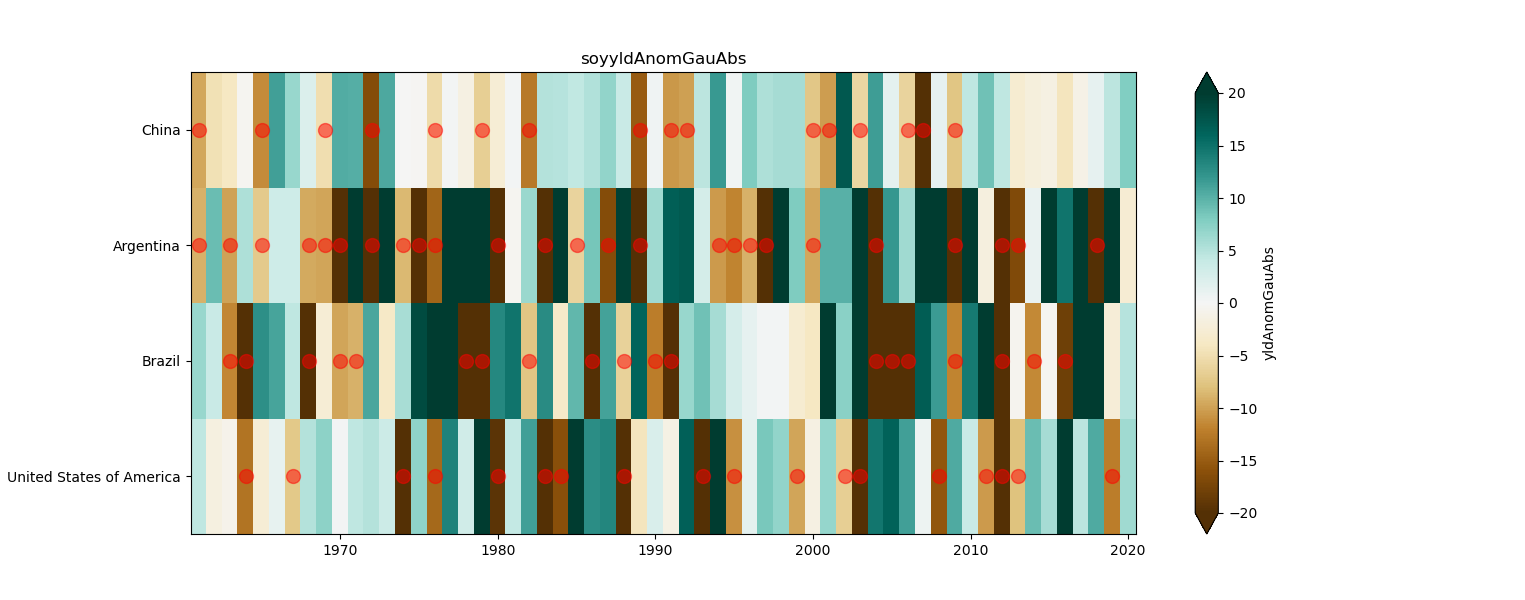 soyyldAnomGauAbs
China
Argentina
Brazil
United States of America
1970
1980
1990
2000
2010
2020
20
15
10
5
0
−5
−10
−15
−20
yldAnomGauAbs